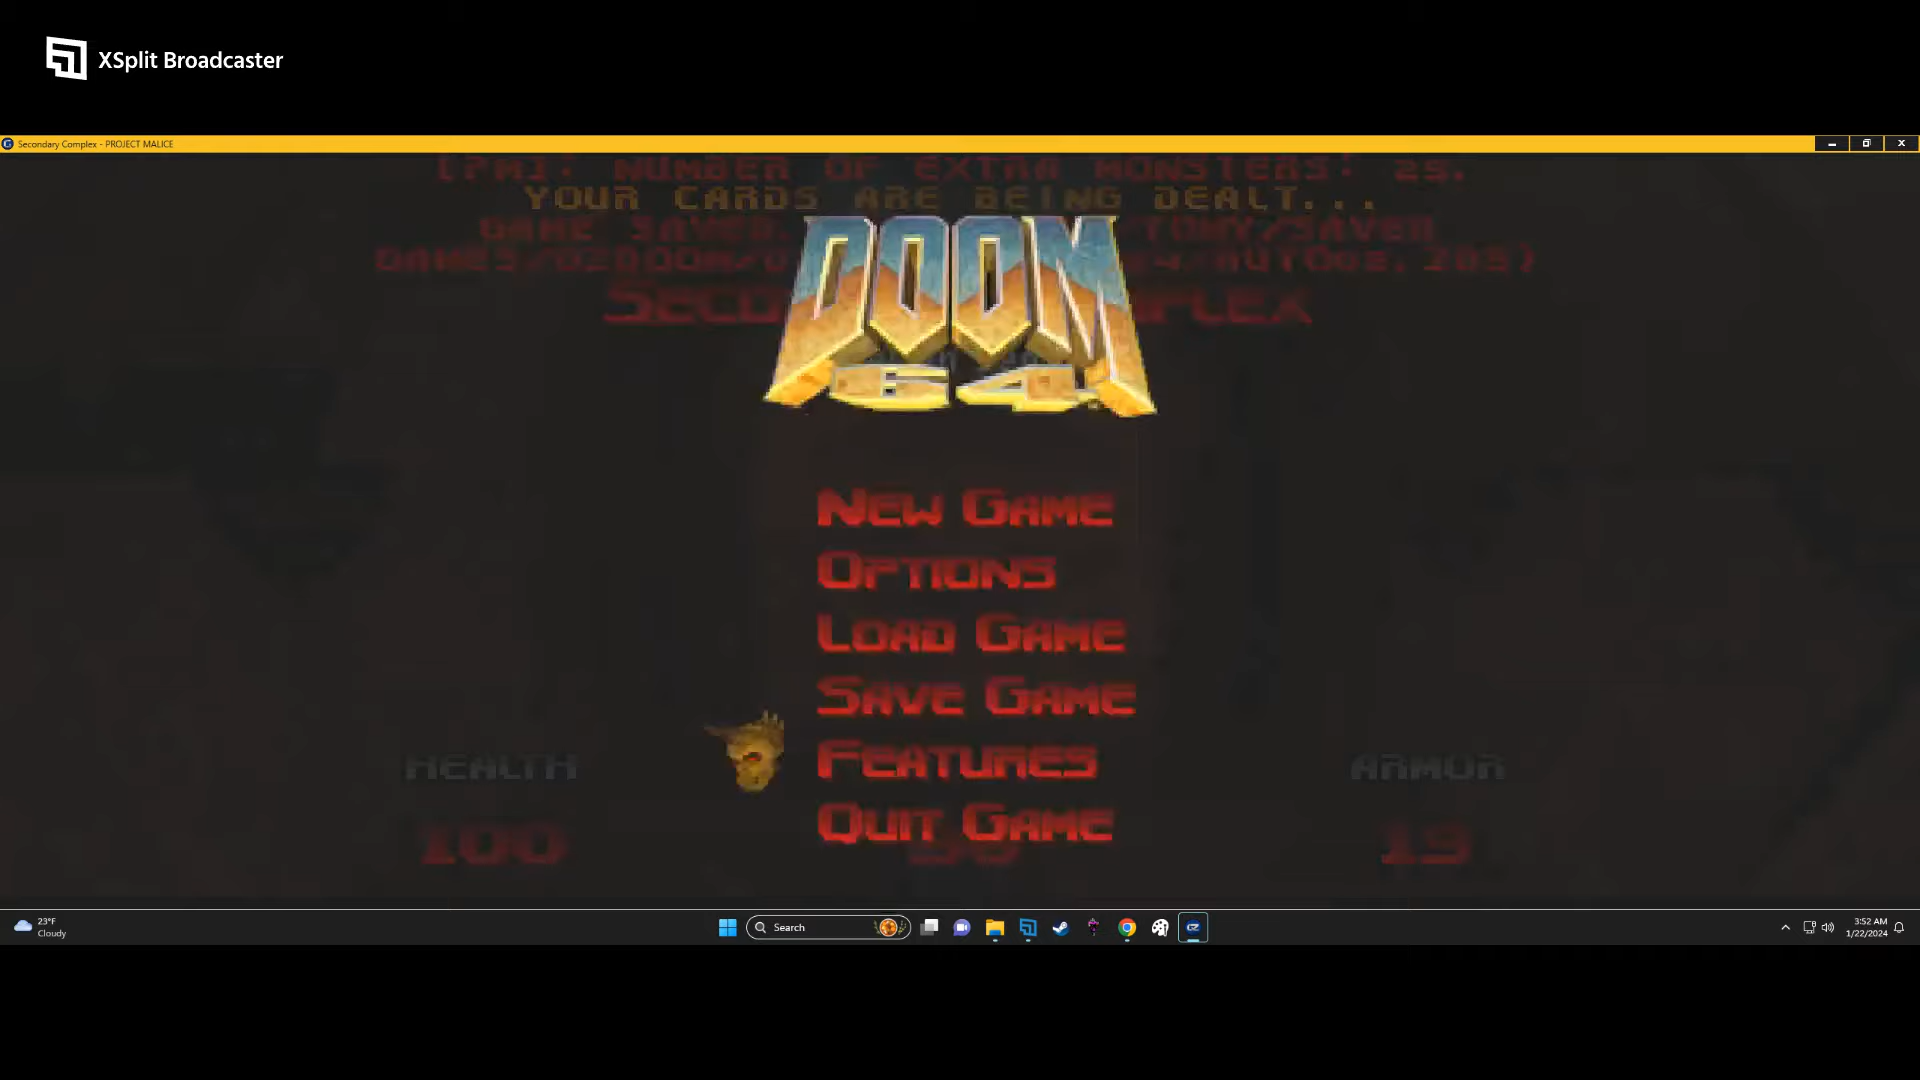 XSplit Broadcaster
Secondary Complex - PROJECT MALICE
[PM]: NUMBER OF EXTRA MONSTERS: 25.
YOUR CARDS ARE BEING DEALT...
GAME SAVED.
DOOM
64
NEW GAME
OPTIONS
LOAD GAME
SAVE GAME
FEATURES
HEALTH
ARMOR
QUIT GAME
100
19
23°F
Cloudy
Search
3:52 AM
1/22/2024